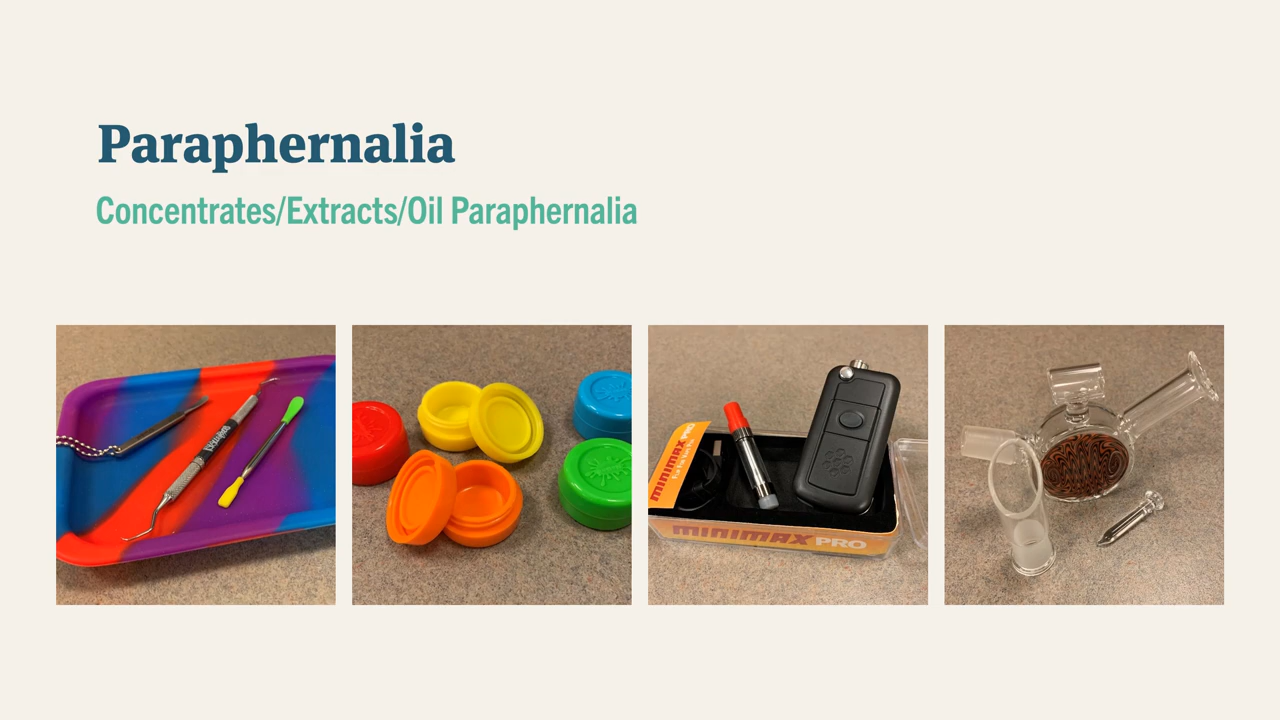 Paraphernalia
Concentrates/Extracts/Oil Paraphernalia
MINIMAX PRO
MINIMAX PRO